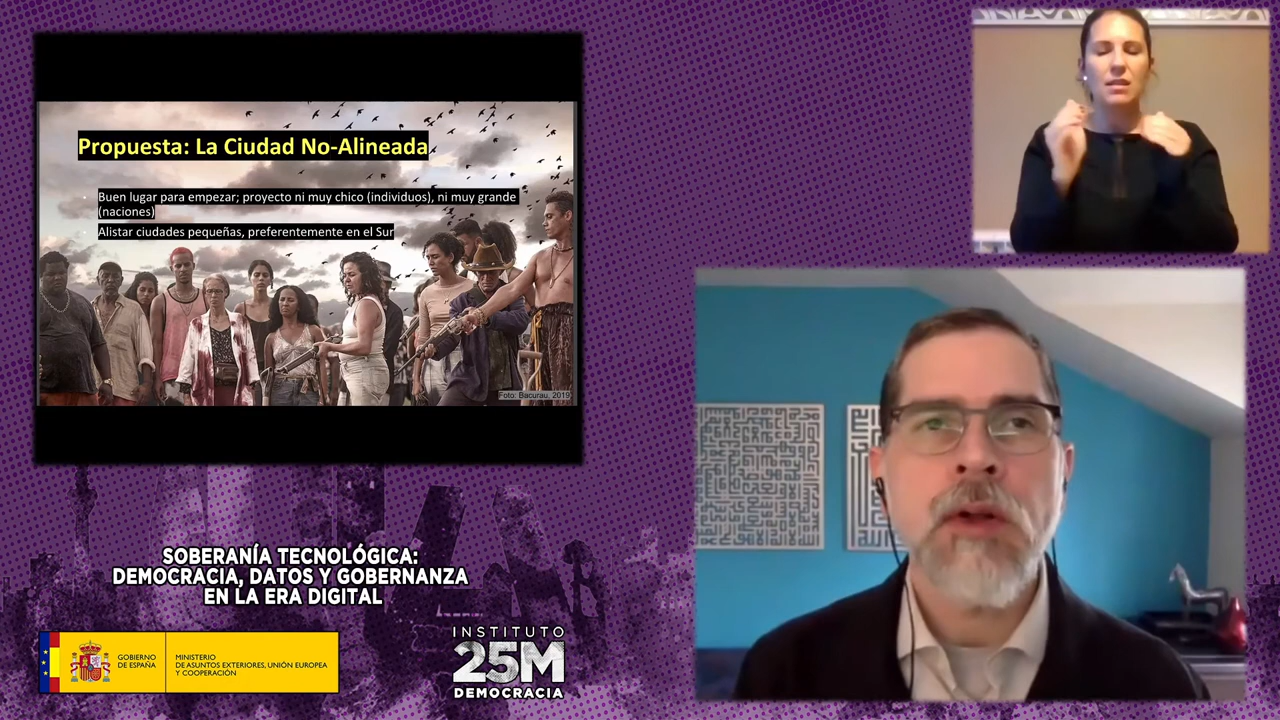 Propuesta: La Ciudad No-Alineada
Buen lugar para empezar; proyecto ni muy chico (individuos), ni muy grande
(naciones)
Alistar ciudades pequeñas, preferentemente en el Sur
Foto: Bacurau, 2019
SOBERANÍA TECNOLÓGICA:
DEMOCRACIA, DATOS Y GOBERNANZA
EN LA ERA DIGITAL
GOBIERNO
DE ESPAÑA
MINISTERIO
DE ASUNTOS EXTERIORES, UNIÓN EUROPEA
Y COOPERACIÓN
INSTITUTO
25M
DEMOCRACIA